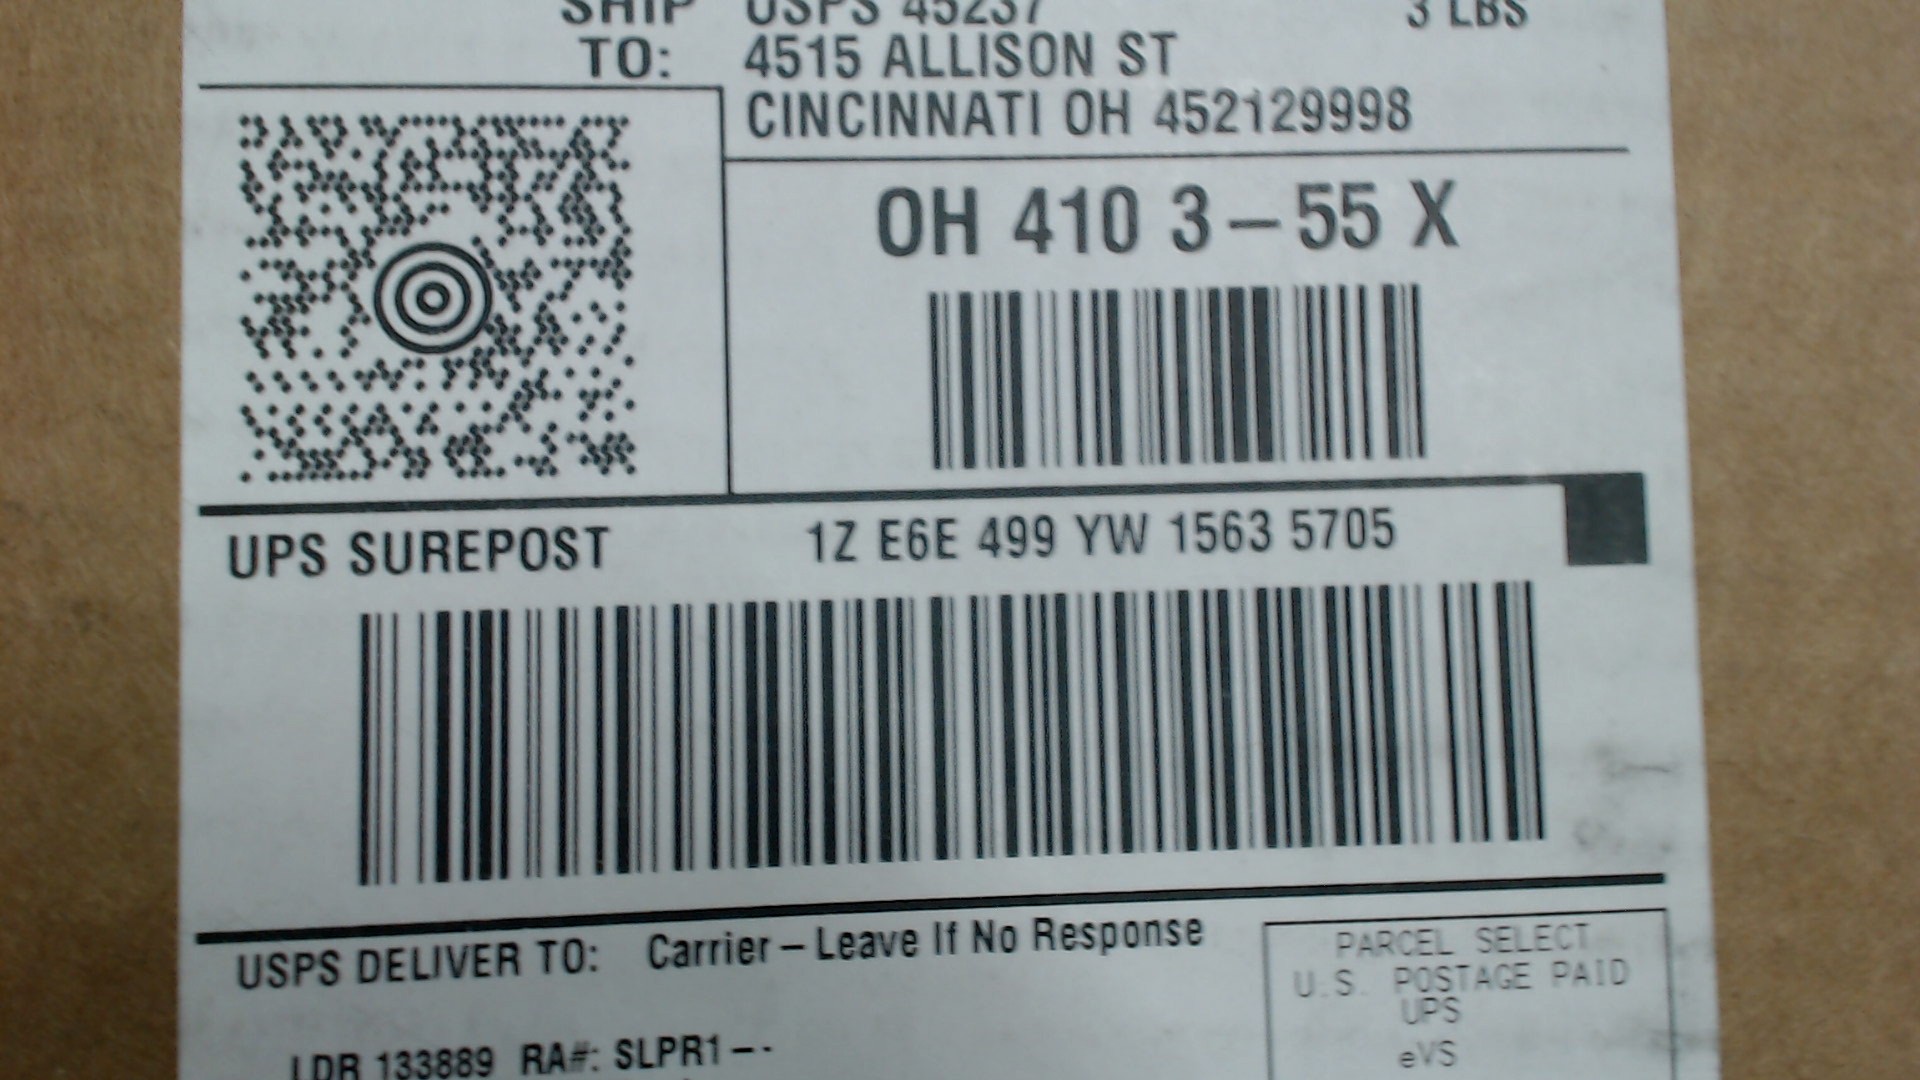 SHIP USPS 45237 3 LBS
TO: 4515 ALLISON ST
CINCINNATI OH 452129998
OH 410 3-55 X
UPS SUREPOST 1Z E6E 499 YW 1563 5705
USPS DELIVER TO: Carrier - Leave If No Response
PARCEL SELECT
U.S. POSTAGE PAID
UPS
eVS
LDR 133889 RA#: SLPR1--